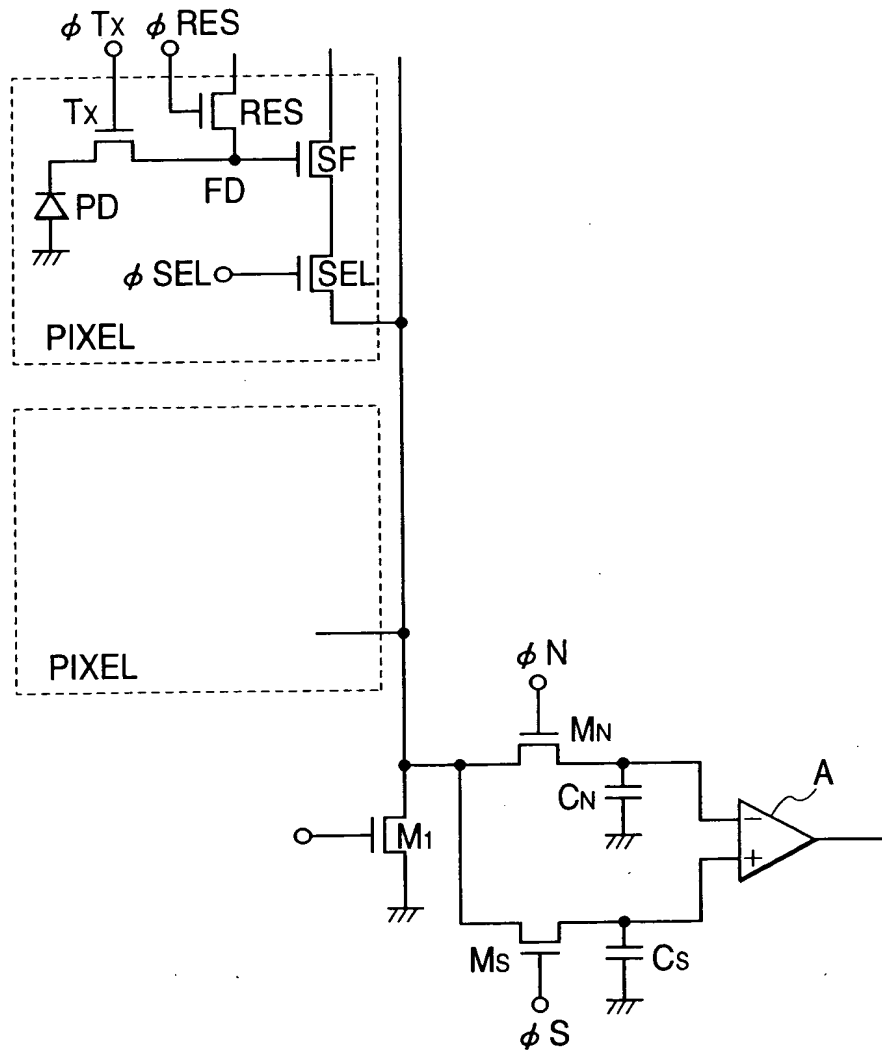 φ Tx φ RES
Tx
RES
SF
FD
PD
φ SEL
SEL
PIXEL
PIXEL
φ N
MN
A
CN
−
M1
+
MS
CS
φ S